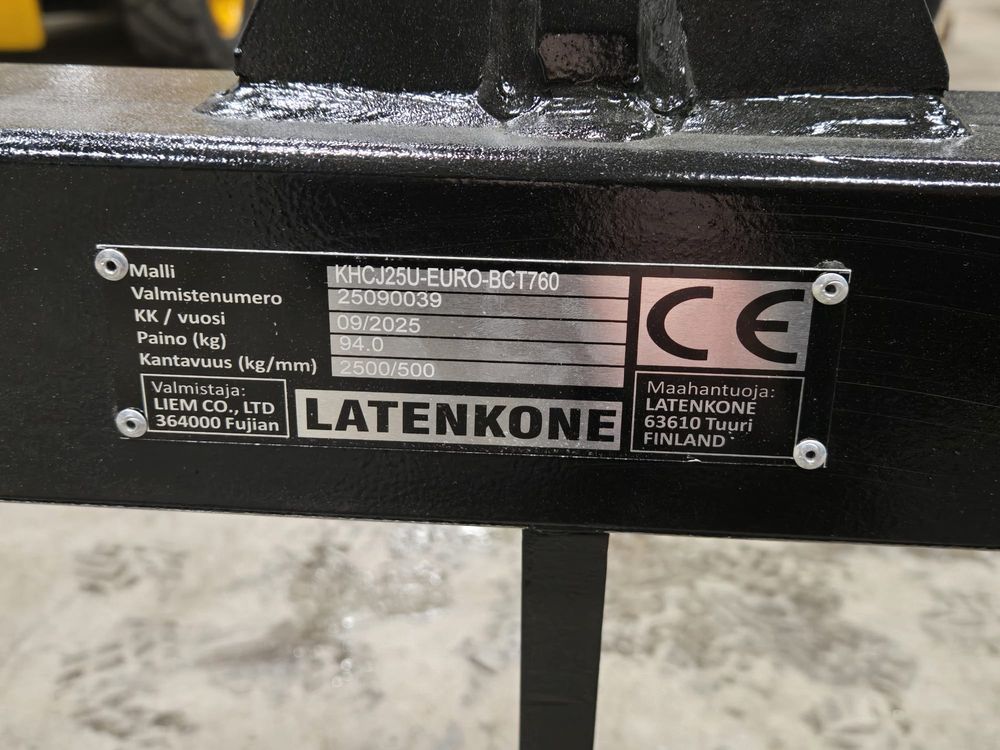 Malli KHCJ25U-EURO-BCT760
Valmistenumero 25090039
KK / vuosi 09/2025
Paino (kg) 94.0
Kantavuus (kg/mm) 2500/500
CE
Valmistaja:
LIEM CO., LTD
364000 Fujian
LATENKONE
Maahantuoja:
LATENKONE
63610 Tuuri
FINLAND